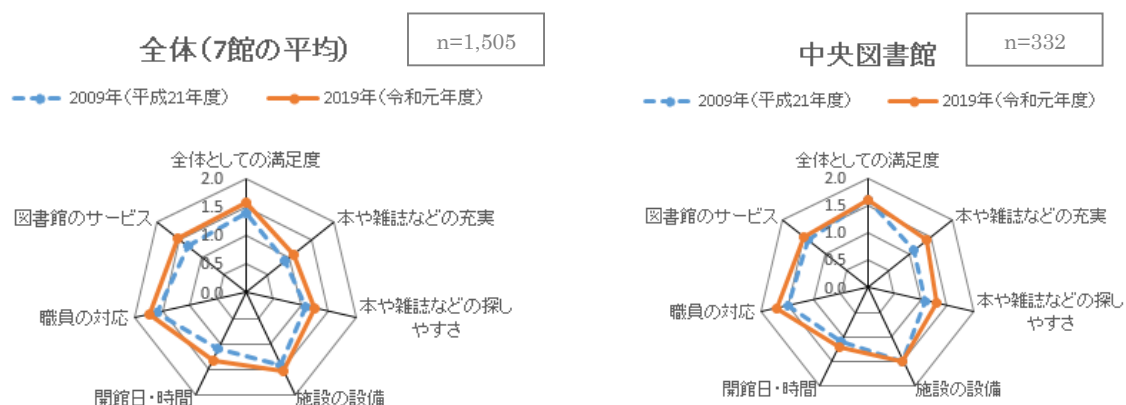 全体(7館の平均)
n=1,505
2009年(平成21年度)
2019年(令和元年度)
全体としての満足度
2.0
1.5
1.0
0.5
0.0
本や雑誌などの充実
本や雑誌などの探し
やすさ
施設の設備
開館日・時間
職員の対応
図書館のサービス
中央図書館
n=332
2009年(平成21年度)
2019年(令和元年度)
全体としての満足度
2.0
1.5
1.0
0.5
0.0
本や雑誌などの充実
本や雑誌などの探し
やすさ
施設の設備
開館日・時間
職員の対応
図書館のサービス